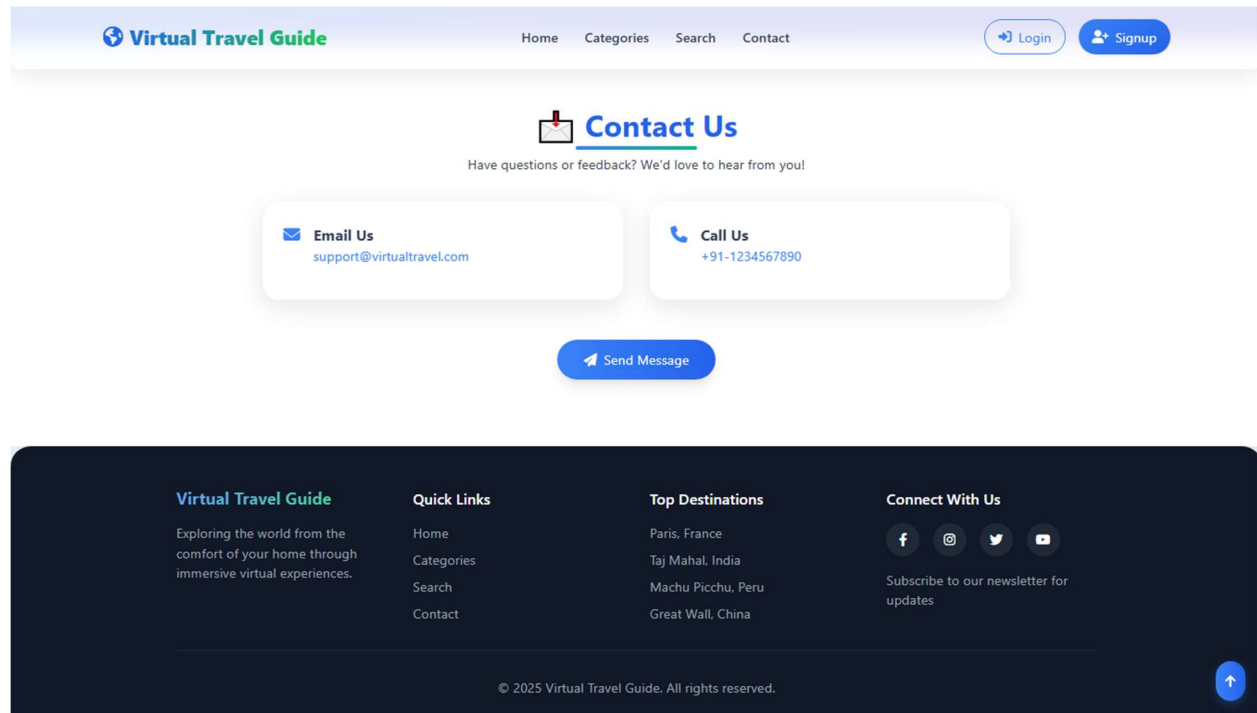 Virtual Travel Guide
Home Categories Search Contact
Login Signup
Contact Us
Have questions or feedback? We'd love to hear from you!
Email Us
support@virtualtravel.com
Call Us
+91-1234567890
Send Message
Virtual Travel Guide
Exploring the world from the
comfort of your home through
immersive virtual experiences.
Quick Links
Home
Categories
Search
Contact
Top Destinations
Paris, France
Taj Mahal, India
Machu Picchu, Peru
Great Wall, China
Connect With Us
Subscribe to our newsletter for
updates
© 2025 Virtual Travel Guide. All rights reserved.